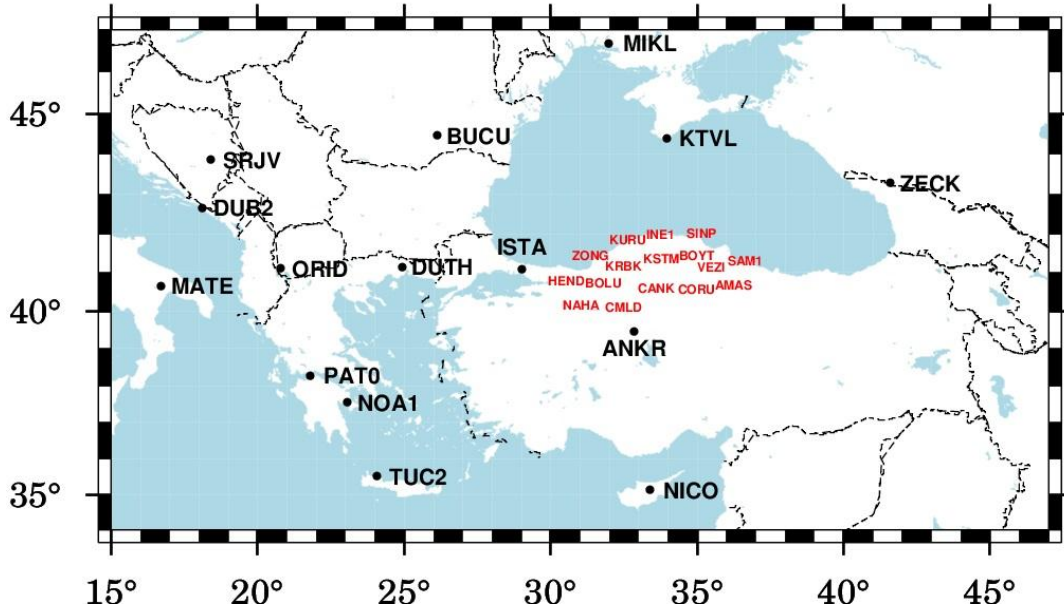 MIKL
45°
BUCU
KTVL
SRJV
ZECK
DUB2
KURU INE1 SINP
ISTA
ZONG KSTM BOYT SAM1
ORID
DUTH
KRBK VEZI
MATE
HEND BOLU CANK CORU AMAS
40°
NAHA CMLD
ANKR
PAT0
NOA1
TUC2
35°
NICO
15° 20° 25° 30° 35° 40° 45°